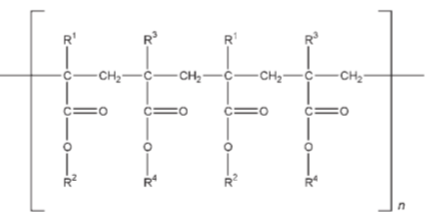 R¹ R³ R¹ R³
C CH₂ C CH₂ C CH₂ C CH₂
C O C O C O C O
O O O O
R² R⁴ R² R⁴
n